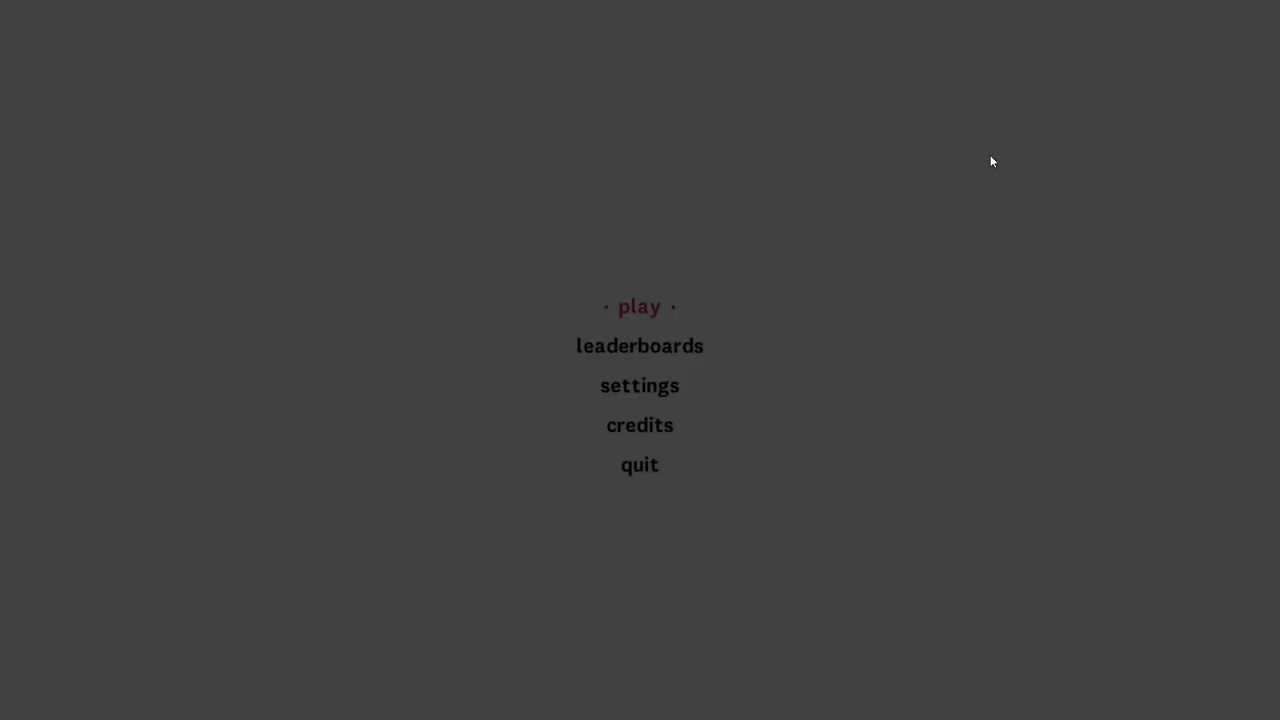 · play ·
leaderboards
settings
credits
quit